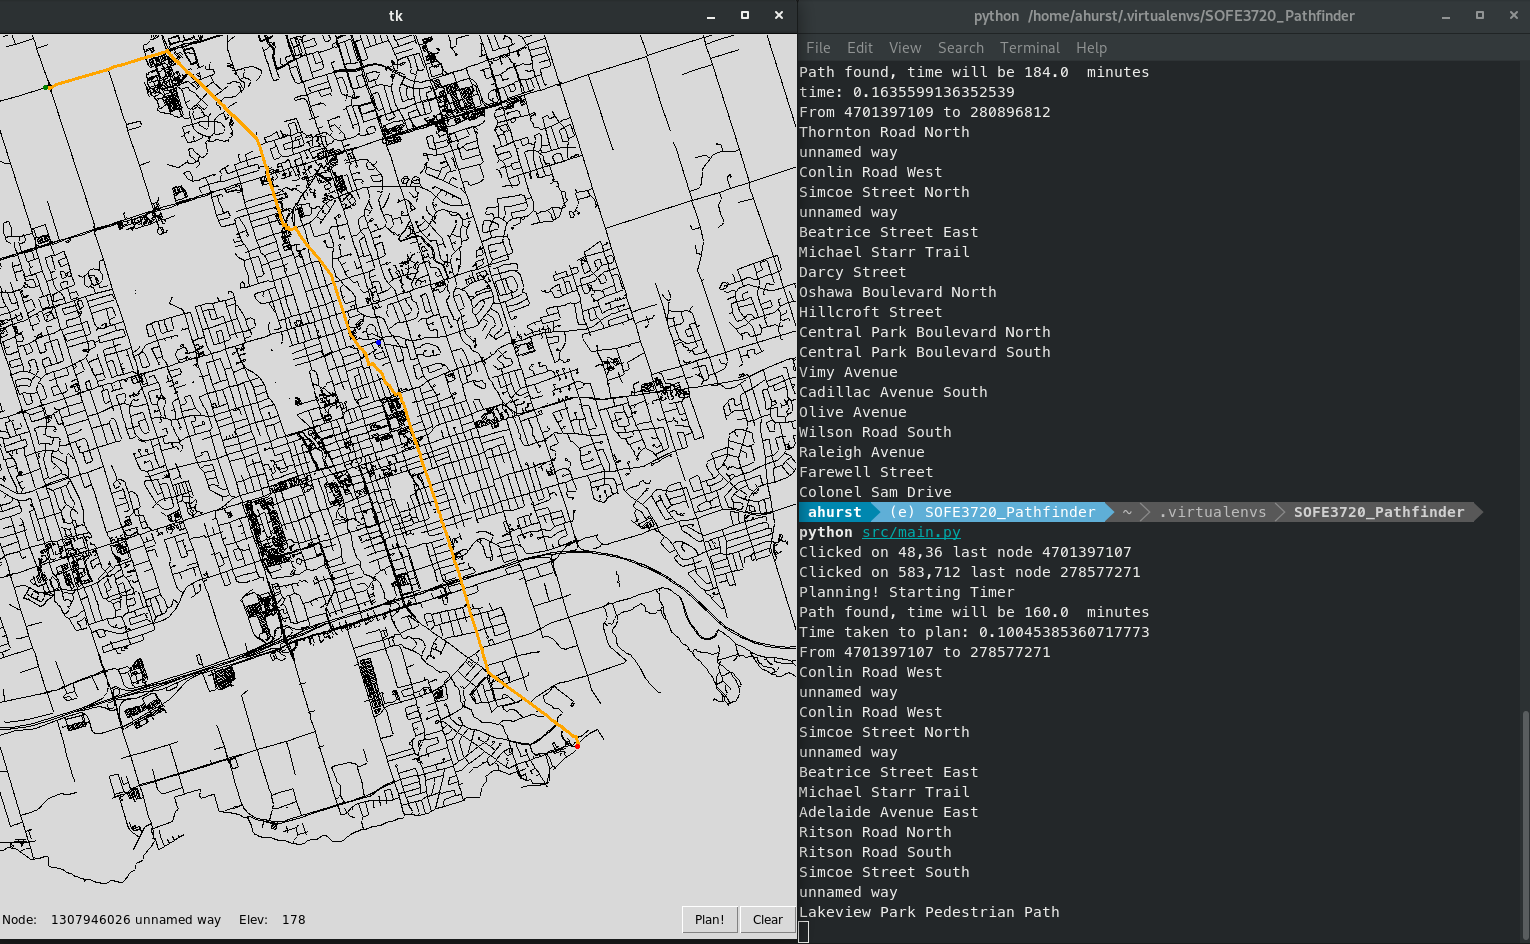 tk
Node: 1307946026 unnamed way Elev: 178
Plan!
Clear
python /home/ahurst/.virtualenvs/SOFE3720_Pathfinder
File Edit View Search Terminal Help
Path found, time will be 184.0  minutes
time: 0.1635599136352539
From 4701397109 to 280896812
Thornton Road North
unnamed way
Conlin Road West
Simcoe Street North
unnamed way
Beatrice Street East
Michael Starr Trail
Darcy Street
Oshawa Boulevard North
Hillcroft Street
Central Park Boulevard North
Central Park Boulevard South
Vimy Avenue
Cadillac Avenue South
Olive Avenue
Wilson Road South
Raleigh Avenue
Farewell Street
Colonel Sam Drive
ahurst (e) SOFE3720_Pathfinder ~ .virtualenvs SOFE3720_Pathfinder
python src/main.py
Clicked on 48,36 last node 4701397107
Clicked on 583,712 last node 278577271
Planning! Starting Timer
Path found, time will be 160.0  minutes
Time taken to plan: 0.10045385360717773
From 4701397107 to 278577271
Conlin Road West
unnamed way
Conlin Road West
Simcoe Street North
unnamed way
Beatrice Street East
Michael Starr Trail
Adelaide Avenue East
Ritson Road North
Ritson Road South
Simcoe Street South
unnamed way
Lakeview Park Pedestrian Path